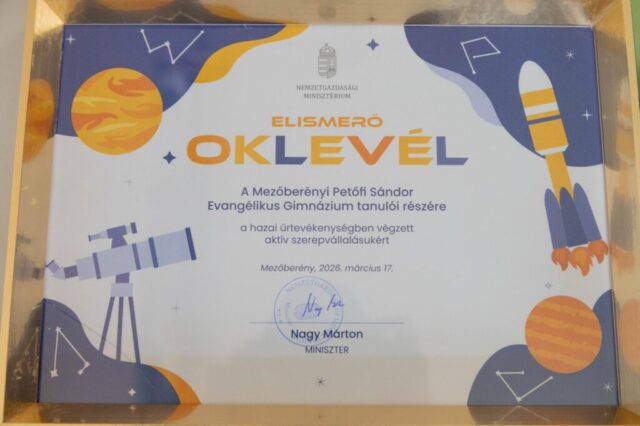 NEMZETGAZDASÁGI
MINISZTÉRIUM
ELISMERŐ
OKLEVÉL
A Mezőberényi Petőfi Sándor
Evangélikus Gimnázium tanulói részére
a hazai űrtevékenységben végzett
aktív szerepvállalásukért
Mezőberény, 2026. március 17.
Nagy Márton
MINISZTER